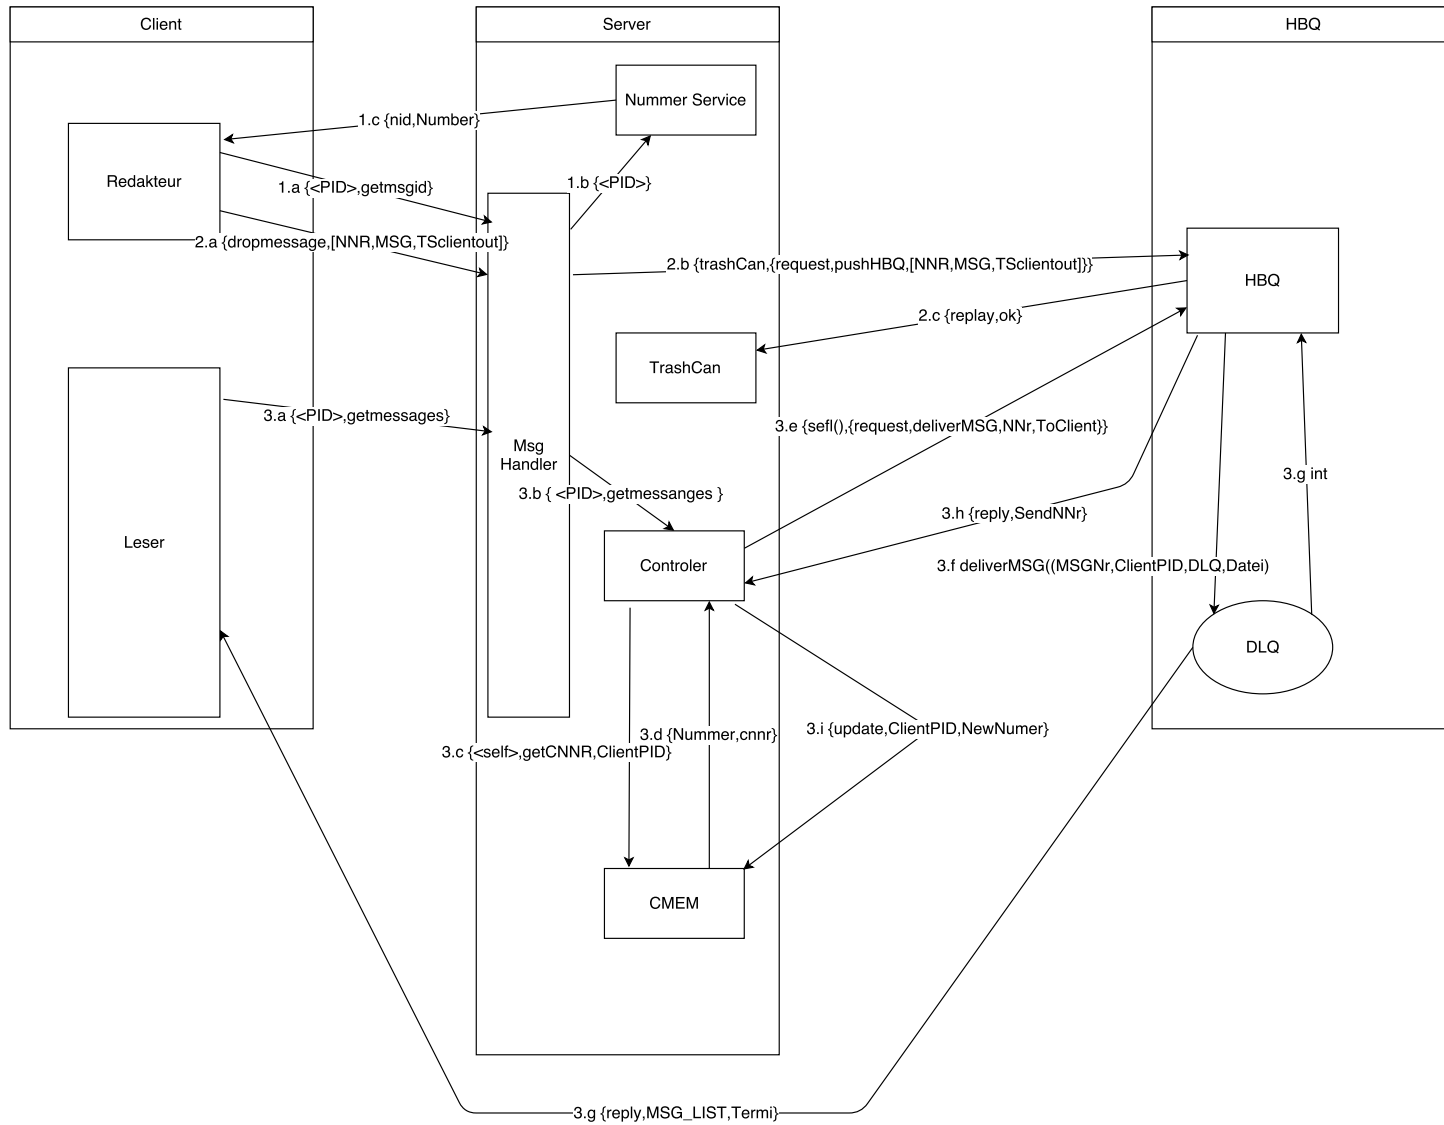 Client
Server
HBQ
Nummer Service
1.c {nid,Number}
Redakteur
1.a {<PID>,getmsgid}
1.b {<PID>}
2.a {dropmessage,[NNR,MSG,TSclientout]}
2.b {trashCan,{request,pushHBQ,[NNR,MSG,TSclientout]}}
HBQ
2.c {replay,ok}
TrashCan
3.a {<PID>,getmessages}
3.e {sefl(),{request,deliverMSG,NNr,ToClient}}
Msg
Handler
3.g int
3.b { <PID>,getmessanges }
3.h {reply,SendNNr}
Leser
Controler
3.f deliverMSG((MSGNr,ClientPID,DLQ,Datei)
DLQ
3.d {Nummer,cnnr}
3.i {update,ClientPID,NewNumer}
3.c {<self>,getCNNR,ClientPID}
CMEM
3.g {reply,MSG_LIST,Termi}